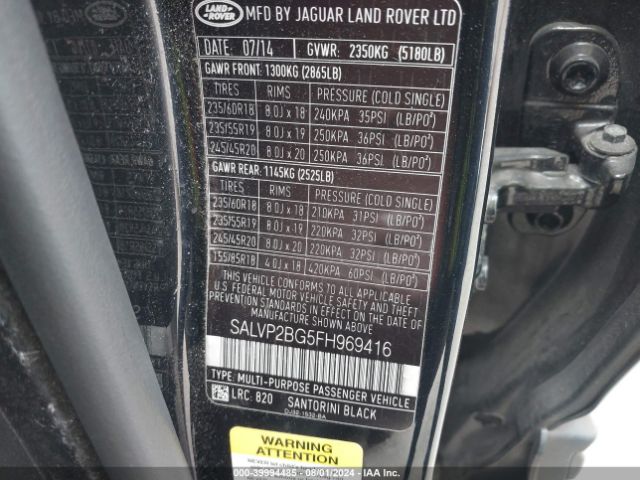 LAND-ROVER MFD BY JAGUAR LAND ROVER LTD
DATE 07/14 GVWR: 2350KG (5180LB)
GAWR FRONT: 1300KG (2865LB)
TIRES RIMS PRESSURE (COLD SINGLE)
235/60R18 8.0J x 18 240KPA 35PSI (LB/PO²)
235/55R19 8.0J x 19 250KPA 36PSI (LB/PO²)
245/45R20 8.0J x 20 250KPA 36PSI (LB/PO²)
GAWR REAR: 1145KG (2525LB)
TIRES RIMS PRESSURE (COLD SINGLE)
235/60R18 8.0J x 18 210KPA 31PSI (LB/PO²)
235/55R19 8.0J x 19 220KPA 32PSI (LB/PO²)
245/45R20 8.0J x 20 220KPA 32PSI (LB/PO²)
155/85R18 4.0J x 18 420KPA 60PSI (LB/PO²)
THIS VEHICLE CONFORMS TO ALL APPLICABLE
U.S. FEDERAL MOTOR VEHICLE SAFETY AND THEFT
PREVENTION STANDARDS IN EFFECT ON THE
DATE OF MANUFACTURE SHOWN ABOVE.
SALVP2BG5FH969416
TYPE: MULTI-PURPOSE PASSENGER VEHICLE
LRC. 820 SANTORINI BLACK
WARNING
ATTENTION
IMAGE: 00-39994485 - 08/01/2024 - IAA Inc.